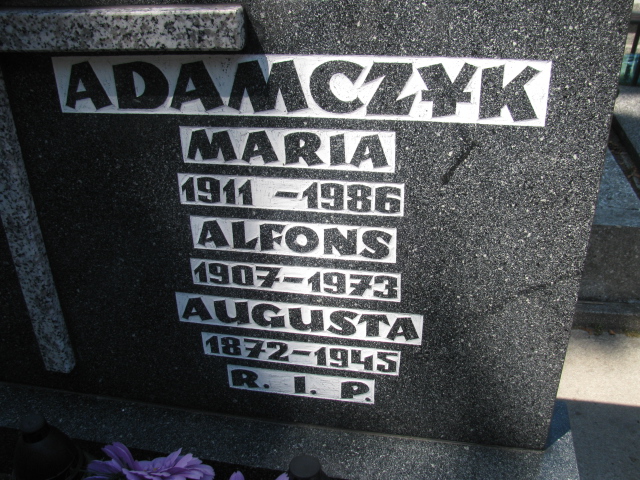 ADAMCZYK
MARIA
1911 - 1986
ALFONS
1907 - 1973
AUGUSTA
1872 - 1945
R. I. P.